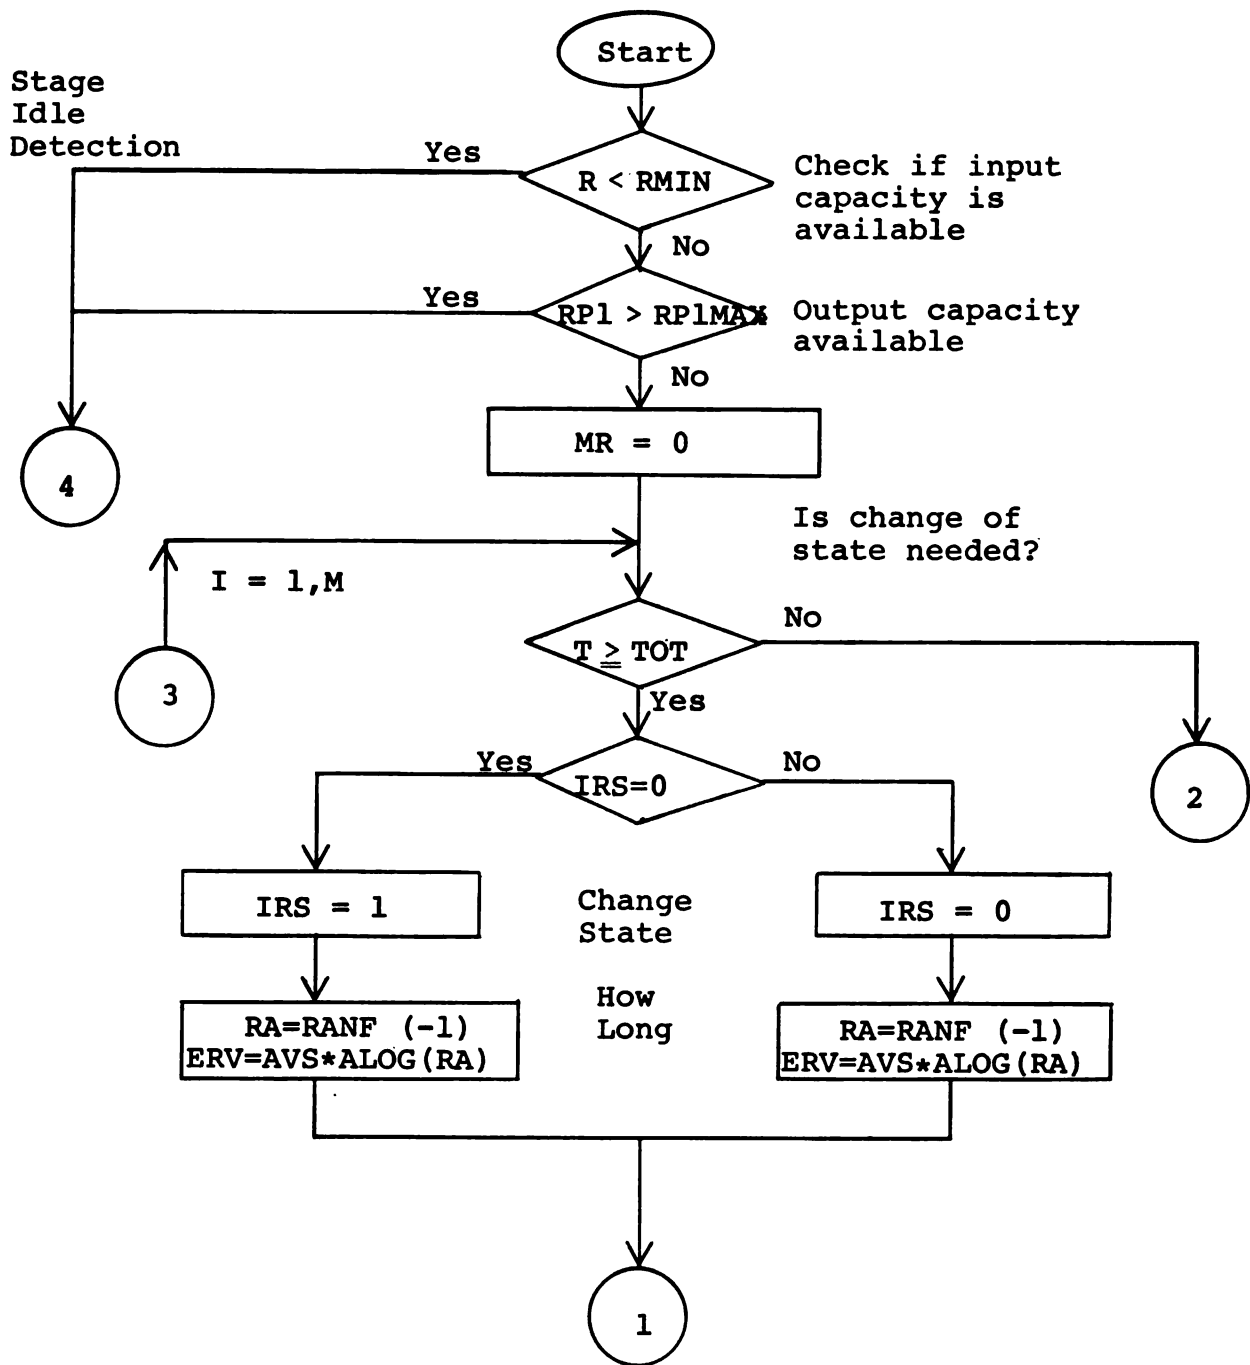 Start
Stage
Idle
Detection
Yes
R < RMIN
Check if input
capacity is
available
No
Yes
RP1 > RP1MAX
Output capacity
available
No
MR = 0
4
Is change of
state needed?
I = 1,M
No
T ≥ TOT
3
Yes
Yes
IRS=0
No
2
IRS = 1
Change
State
IRS = 0
How
Long
RA=RANF (-1)
ERV=AVS*ALOG(RA)
RA=RANF (-1)
ERV=AVS*ALOG(RA)
1